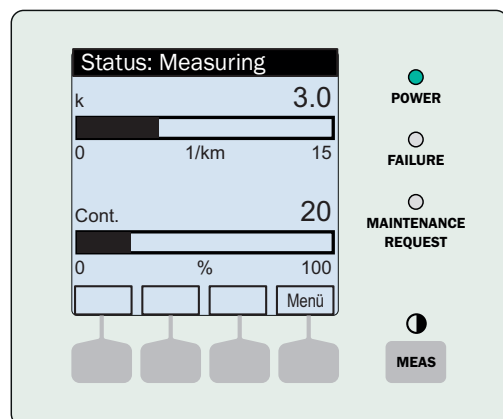 Status: Measuring
k 3.0
0 1/km 15
Cont. 20
0 % 100
Menü
POWER
FAILURE
MAINTENANCE
REQUEST
MEAS